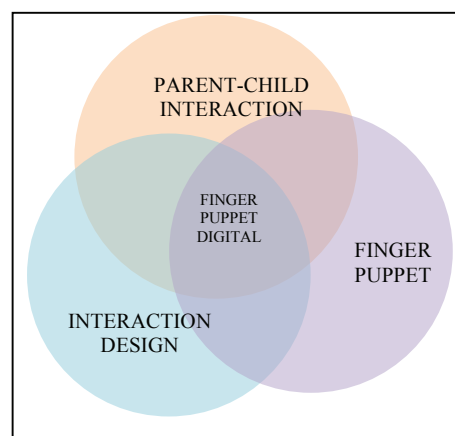 PARENT-CHILD
INTERACTION
FINGER
PUPPET
DIGITAL
FINGER
PUPPET
INTERACTION
DESIGN